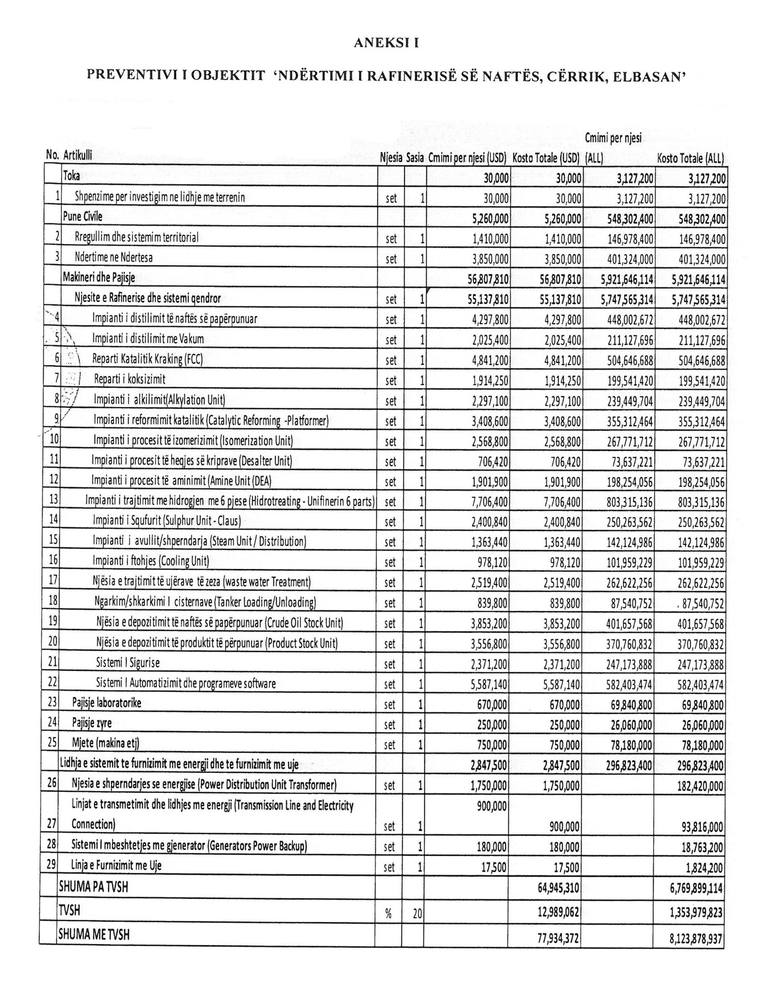 ANEKSI I
PREVENTIVI I OBJEKTIT ‘NDËRTIMI I RAFINERISË SË NAFTËS, CËRRIK, ELBASAN’
Cmimi per njesi
No. Artikulli Njesia Sasia Cmimi per njesi (USD) Kosto Totale (USD) (ALL) Kosto Totale (ALL)
Toka 30,000 30,000 3,127,200 3,127,200
1 Shpenzime per investigim ne lidhje me terrenin set 1 30,000 30,000 3,127,200 3,127,200
Pune Civile 5,260,000 5,260,000 548,302,400 548,302,400
2 Rregullim dhe sistemim territorial set 1 1,410,000 1,410,000 146,978,400 146,978,400
3 Ndertime ne Ndertesa set 1 3,850,000 3,850,000 401,324,000 401,324,000
Makineri dhe Pajisje 56,807,810 56,807,810 5,921,646,114 5,921,646,114
Njesite e Rafinerise dhe sistemi qendror set 1 55,137,810 55,137,810 5,747,565,314 5,747,565,314
4 Impianti i distilimit të naftës së papërpunuar set 1 4,297,800 4,297,800 448,002,672 448,002,672
5 Impianti i distilimit me Vakum set 1 2,025,400 2,025,400 211,127,696 211,127,696
6 Reparti Katalitik Kraking (FCC) set 1 4,841,200 4,841,200 504,646,688 504,646,688
7 Reparti i koksizimit set 1 1,914,250 1,914,250 199,541,420 199,541,420
8 Impianti i alkilimit(Alkylation Unit) set 1 2,297,100 2,297,100 239,449,704 239,449,704
9 Impianti i reformimit katalitik (Catalytic Reforming -Platformer) set 1 3,408,600 3,408,600 355,312,464 355,312,464
10 Impianti i procesit të izomerizimit (Isomerization Unit) set 1 2,568,800 2,568,800 267,771,712 267,771,712
11 Impianti i procesit të heqjes së kriprave (Desalter Unit) set 1 706,420 706,420 73,637,221 73,637,221
12 Impianti i procesit të aminimit (Amine Unit (DEA) set 1 1,901,900 1,901,900 198,254,056 198,254,056
13 Impianti i trajtimit me hidrogjen me 6 pjese (Hidrotreating - Unifinerin 6 parts) set 1 7,706,400 7,706,400 803,315,136 803,315,136
14 Impianti i Squfurit (Sulphur Unit - Claus) set 1 2,400,840 2,400,840 250,263,562 250,263,562
15 Impianti i avullit/shperndarja (Steam Unit / Distribution) set 1 1,363,440 1,363,440 142,124,986 142,124,986
16 Impianti i ftohjes (Cooling Unit) set 1 978,120 978,120 101,959,229 101,959,229
17 Njësia e trajtimit të ujërave të zeza (waste water Treatment) set 1 2,519,400 2,519,400 262,622,256 262,622,256
18 Ngarkim/shkarkimi I cisternave (Tanker Loading/Unloading) set 1 839,800 839,800 87,540,752 87,540,752
19 Njësia e depozitimit të naftës së papërpunuar (Crude Oil Stock Unit) set 1 3,853,200 3,853,200 401,657,568 401,657,568
20 Njësia e depozitimit të produktit të përpunuar (Product Stock Unit) set 1 3,556,800 3,556,800 370,760,832 370,760,832
21 Sistemi I Sigurise set 1 2,371,200 2,371,200 247,173,888 247,173,888
22 Sistemi I Automatizimit dhe programeve software set 1 5,587,140 5,587,140 582,403,474 582,403,474
23 Pajisje laboratorike set 1 670,000 670,000 69,840,800 69,840,800
24 Pajisje zyre set 1 250,000 250,000 26,060,000 26,060,000
25 Mjete (makina etj) set 1 750,000 750,000 78,180,000 78,180,000
Lidhja e sistemit te furnizimit me energji dhe te furnizimit me uje 2,847,500 2,847,500 296,823,400 296,823,400
26 Njesia e shperndarjes se energjise (Power Distribution Unit Transformer) set 1 1,750,000 1,750,000 182,420,000
Linjat e transmetimit dhe lidhjes me energji (Transmission Line and Electricity 900,000
27 Connection) set 1 900,000 93,816,000
28 Sistemi I mbeshtetjes me gjenerator (Generators Power Backup) set 1 180,000 180,000 18,763,200
29 Linja e Furnizimit me Uje set 1 17,500 17,500 1,824,200
SHUMA PA TVSH 64,945,310 6,769,899,114
TVSH % 20 12,989,062 1,353,979,823
SHUMA ME TVSH 77,934,372 8,123,878,937